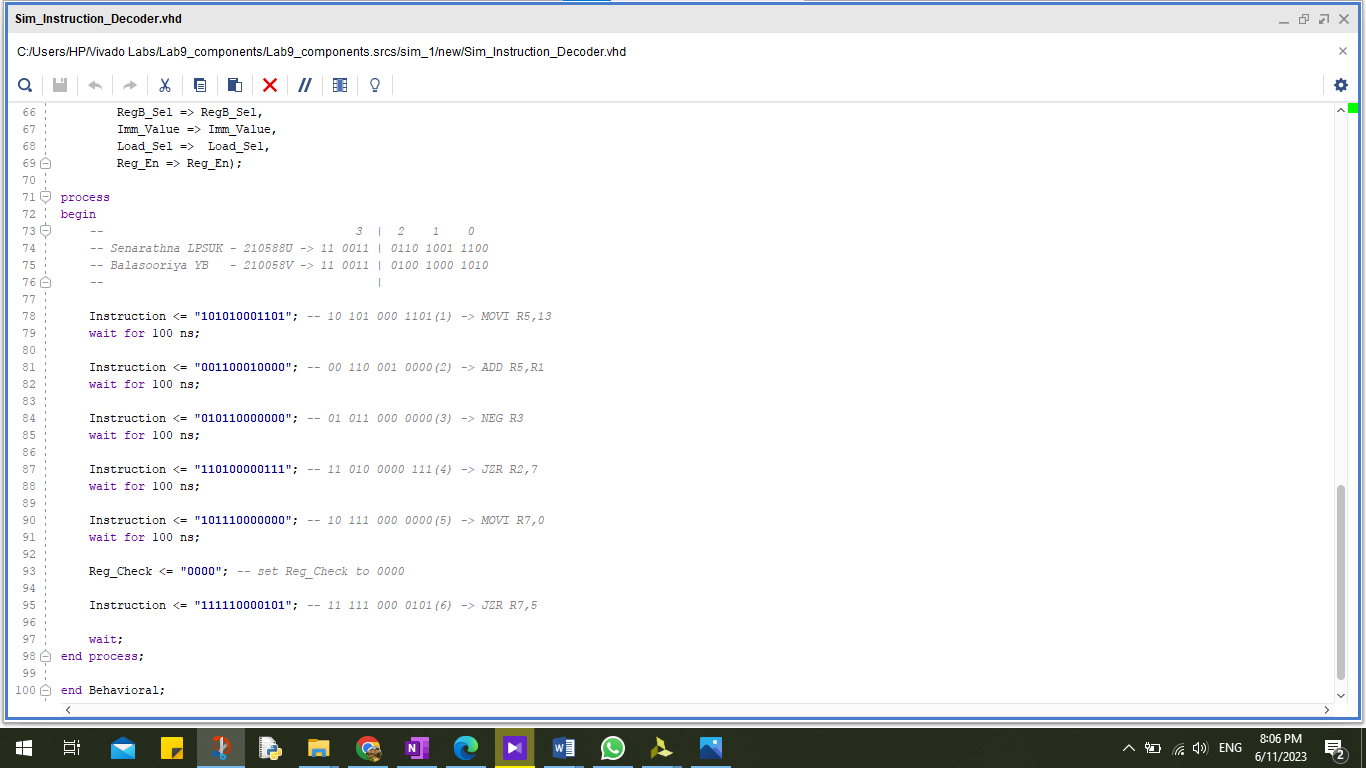 Sim_Instruction_Decoder.vhd
C:/Users/HP/Vivado Labs/Lab9_components/Lab9_components.srcs/sim_1/new/Sim_Instruction_Decoder.vhd
66 RegB_Sel => RegB_Sel,
67 Imm_Value => Imm_Value,
68 Load_Sel =>  Load_Sel,
69 Reg_En => Reg_En);
70
71 process
72 begin
73 -- 3 | 2 1 0
74 -- Senarathna LPSUK - 210588U -> 11 0011 | 0110 1001 1100
75 -- Balasooriya YB   - 210058V -> 11 0011 | 0100 1000 1010
76 -- |
77
78 Instruction <= "101010001101"; -- 10 101 000 1101(1) -> MOVI R5,13
79 wait for 100 ns;
80
81 Instruction <= "001100010000"; -- 00 110 001 0000(2) -> ADD R5,R1
82 wait for 100 ns;
83
84 Instruction <= "010110000000"; -- 01 011 000 0000(3) -> NEG R3
85 wait for 100 ns;
86
87 Instruction <= "110100000111"; -- 11 010 0000 111(4) -> JZR R2,7
88 wait for 100 ns;
89
90 Instruction <= "101110000000"; -- 10 111 000 0000(5) -> MOVI R7,0
91 wait for 100 ns;
92
93 Reg_Check <= "0000"; -- set Reg_Check to 0000
94
95 Instruction <= "111110000101"; -- 11 111 000 0101(6) -> JZR R7,5
96
97 wait;
98 end process;
99
100 end Behavioral;
ENG
8:06 PM
6/11/2023
2